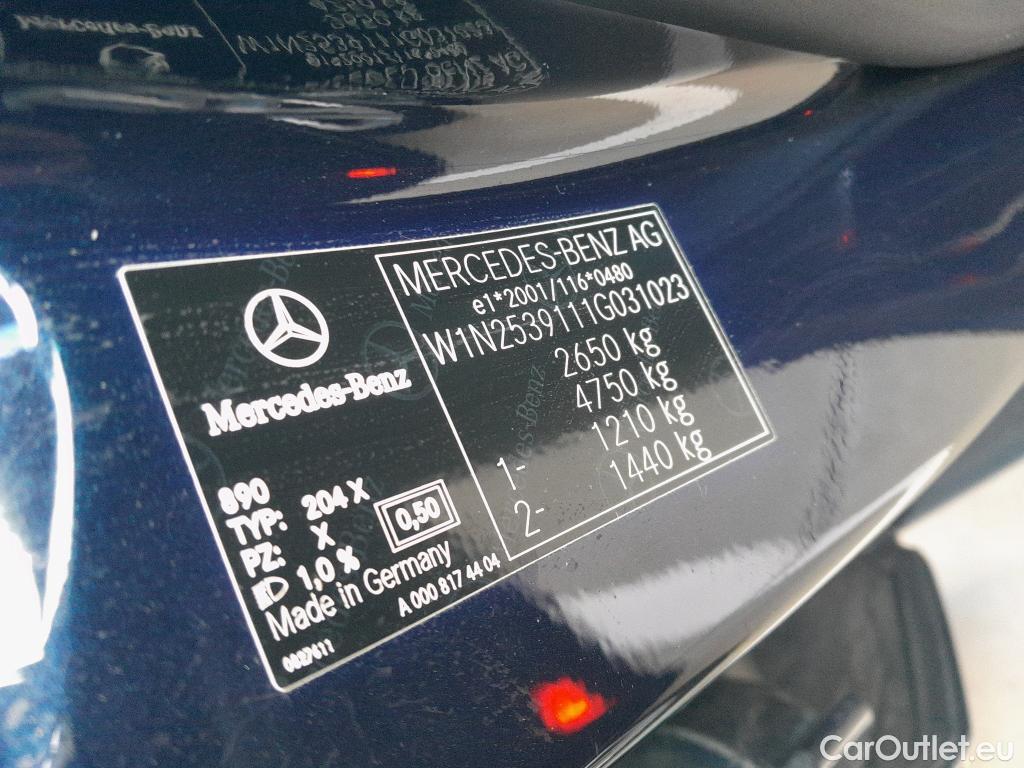 Mercedes-Benz
890
TYP: 204 X
PZ: X
1,0 %
0,50
Made in Germany
A 000 817 44 04
0027611
MERCEDES-BENZ AG
e1*2001/116*0480
W1N2539111G031023
2650 kg
4750 kg
1- 1210 kg
2- 1440 kg
CarOutlet.eu